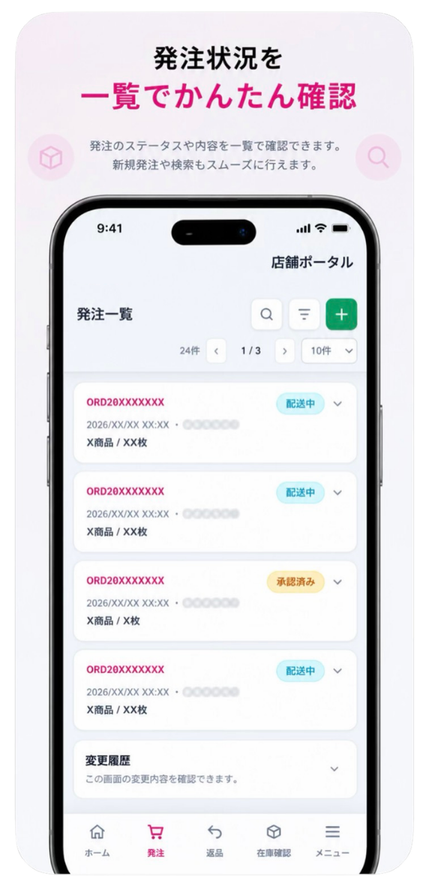 発注状況を
一覧でかんたん確認
発注のステータスや内容を一覧で確認できます。
新規発注や検索もスムーズに行えます。
9:41
店舗ポータル
発注一覧
24件 1 / 3 10件
ORD20XXXXXXX 配送中
2026/XX/XX XX:XX ・
X商品 / XX枚
ORD20XXXXXXX 配送中
2026/XX/XX XX:XX ・
X商品 / XX枚
ORD20XXXXXXX 承認済み
2026/XX/XX XX:XX ・
X商品 / X枚
ORD20XXXXXXX 配送中
2026/XX/XX XX:XX ・
X商品 / XX枚
変更履歴
この画面の変更内容を確認できます。
ホーム 発注 返品 在庫確認 メニュー